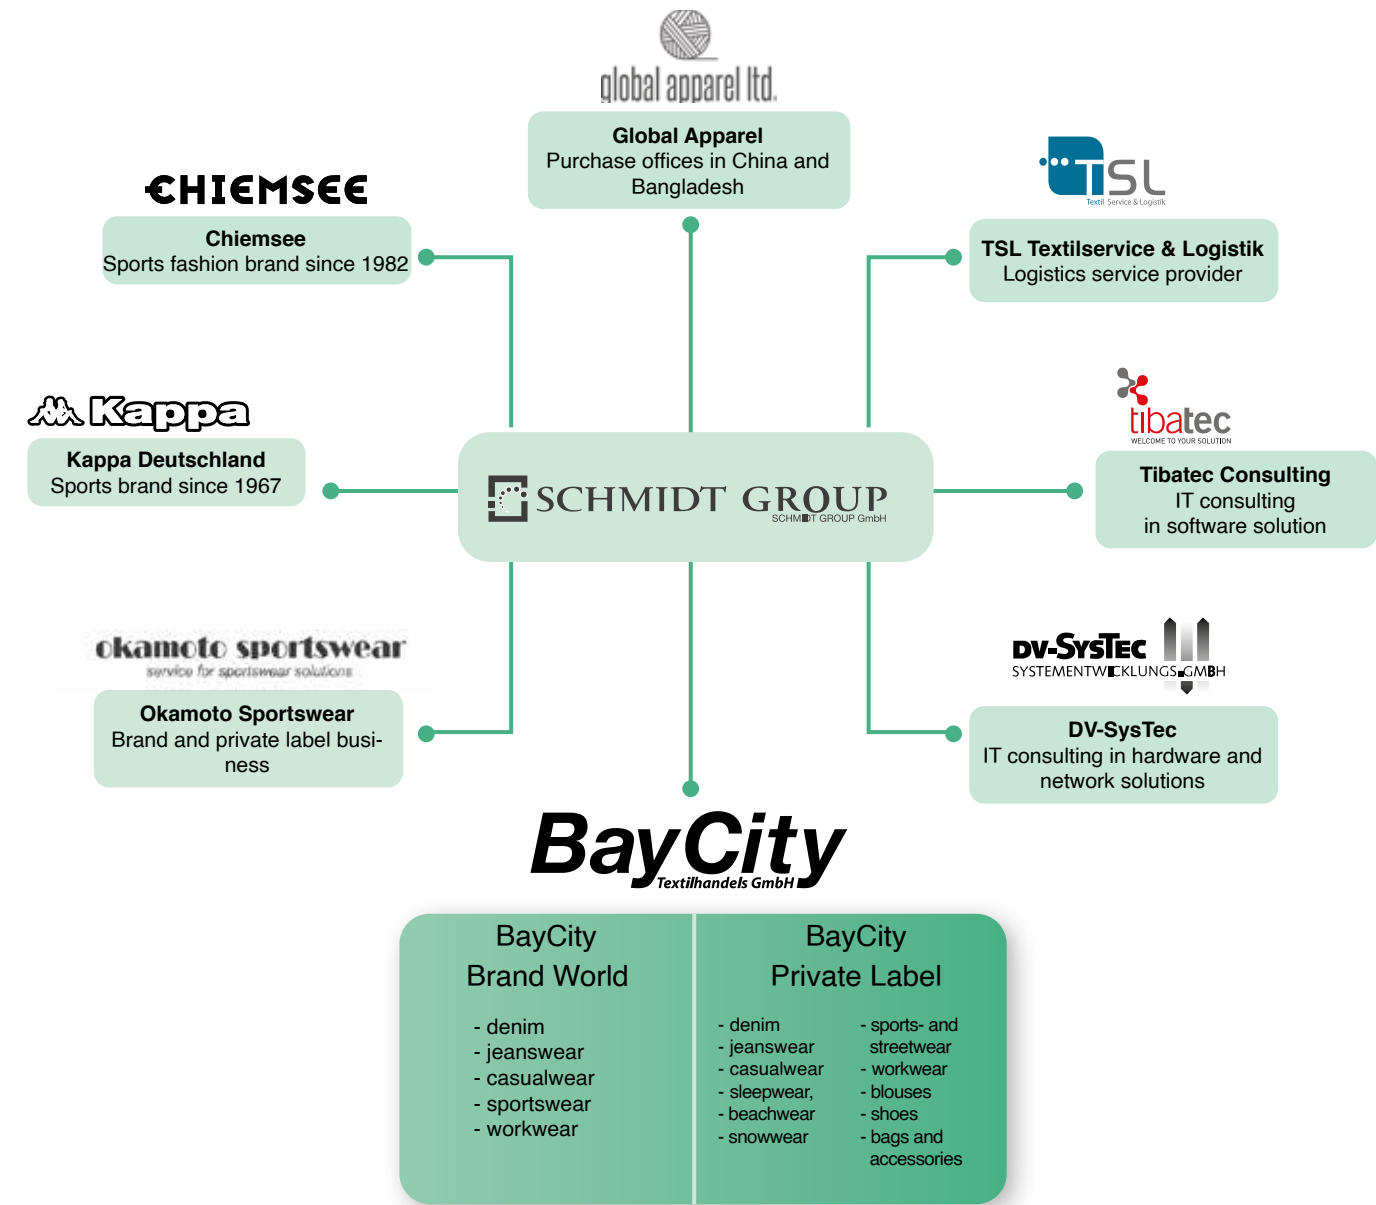 global apparel ltd.
Global Apparel
Purchase offices in China and
Bangladesh
CHIEMSEE
Chiemsee
Sports fashion brand since 1982
TSL
Textil Service & Logistik
TSL Textilservice & Logistik
Logistics service provider
Kappa
Kappa Deutschland
Sports brand since 1967
SCHMIDT GROUP
SCHMIDT GROUP GmbH
tibatec
WELCOME TO YOUR SOLUTION
Tibatec Consulting
IT consulting
in software solution
okamoto sportswear
service for sportswear solutions
Okamoto Sportswear
Brand and private label busi-
ness
DV-SYSTEC
SYSTEMENTWICKLUNGS-GMBH
DV-SysTec
IT consulting in hardware and
network solutions
BayCity
Textilhandels GmbH
BayCity
Brand World
- denim
- jeanswear
- casualwear
- sportswear
- workwear
BayCity
Private Label
- denim
- jeanswear
- casualwear
- sleepwear,
- beachwear
- snowwear
- sports- and
streetwear
- workwear
- blouses
- shoes
- bags and
accessories